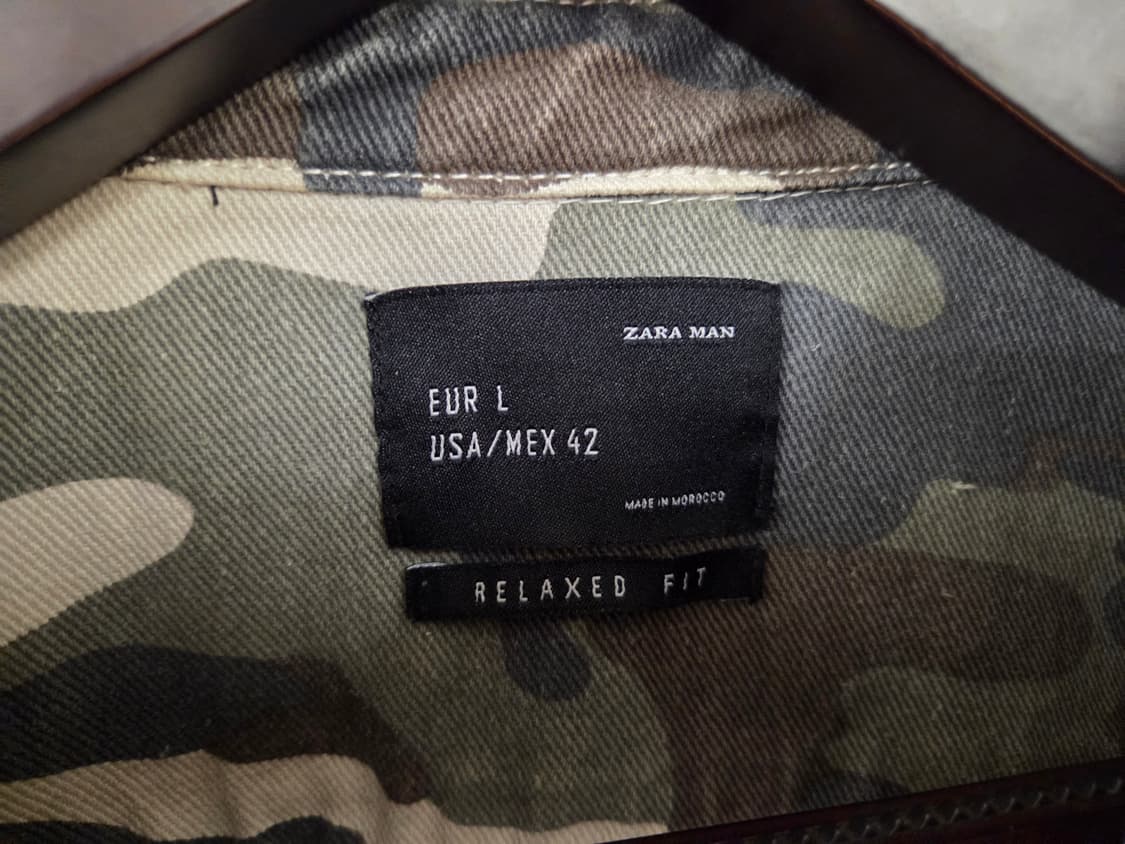 ZARA MAN
EUR L
USA/MEX 42
MADE IN MOROCCO
RELAXED FIT